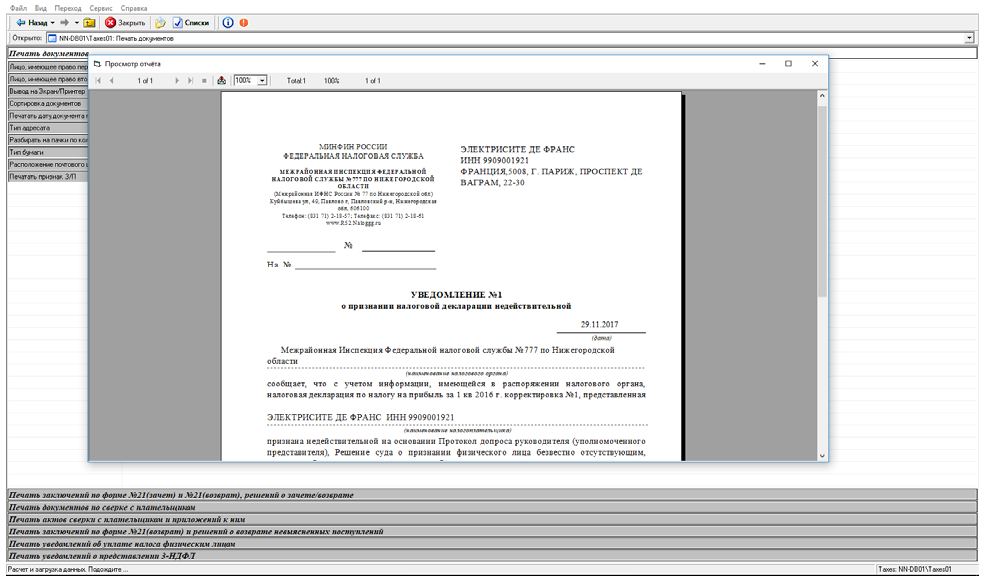 Файл Вид Переход Сервис Справка
Назад Закрыть Списки
Открыто: NN-DB01\Taxes01: Печать документов
Печать документов
Лицо, имеющее право пер
Лицо, имеющее право вто
Вывод на Экран/Принтер
Сортировка документов
Печатать дату документа
Тип адресата
Разбирать на пачки по кол
Тип бумаги
Расположение почтового
Печатать признак З/П
Просмотр отчёта
1 of 1 100% Total:1 100% 1 of 1
МИНФИН РОССИИ
ФЕДЕРАЛЬНАЯ НАЛОГОВАЯ СЛУЖБА
МЕЖРАЙОННАЯ ИНСПЕКЦИЯ ФЕДЕРАЛЬНОЙ
НАЛОГОВОЙ СЛУЖБЫ №777 ПО НИЖЕГОРОДСКОЙ
ОБЛАСТИ
(Межрайонная ИФНС России № 77 по Нижегородской обл)
Куйбышева ул, 49, Павлово г, Павловский р-н, Нижегородская
обл, 606100
Телефон: (831 71) 2-18-57; Телефакс: (831 71) 2-18-61
www.R52.Naloggg.ru
ЭЛЕКТРИСИТЕ ДЕ ФРАНС
ИНН 9909001921
ФРАНЦИЯ,5008, Г. ПАРИЖ, ПРОСПЕКТ ДЕ
ВАГРАМ, 22-30
№
На №
УВЕДОМЛЕНИЕ №1
о признании налоговой декларации недействительной
29.11.2017
(дата)
Межрайонная Инспекция Федеральной налоговой службы №777 по Нижегородской
области
(наименование налогового органа)
сообщает, что с учетом информации, имеющейся в распоряжении налогового органа,
налоговая декларация по налогу на прибыль за 1 кв 2016 г. корректировка №1, представленная
ЭЛЕКТРИСИТЕ ДЕ ФРАНС ИНН 9909001921
(наименование налогоплательщика)
признана недействительной на основании Протокол допроса руководителя (уполномоченного
представителя), Решение суда о признании физического лица безвестно отсутствующим,
Печать заключений по форме №21(зачет) и №21(возврат), решений о зачете/возврате
Печать документов по сверке с плательщиком
Печать актов сверки с плательщиком и приложений к ним
Печать заключений по форме №21(возврат) и решений о возврате невыясненных поступлений
Печать уведомлений об уплате налога физическим лицам
Печать уведомлений о представлении 3-НДФЛ
Расчет и загрузка данных. Подождите ... Taxes: NN-DB01\Taxes01